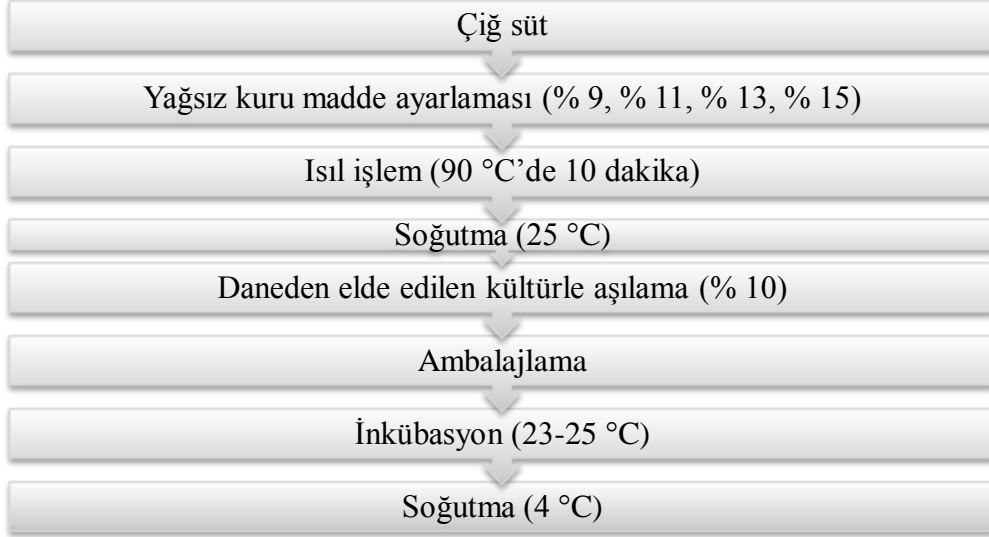 Çiğ süt
Yağsız kuru madde ayarlaması (% 9, % 11, % 13, % 15)
Isıl işlem (90 °C’de 10 dakika)
Soğutma (25 °C)
Daneden elde edilen kültürle aşılama (% 10)
Ambalajlama
İnkübasyon (23-25 °C)
Soğutma (4 °C)